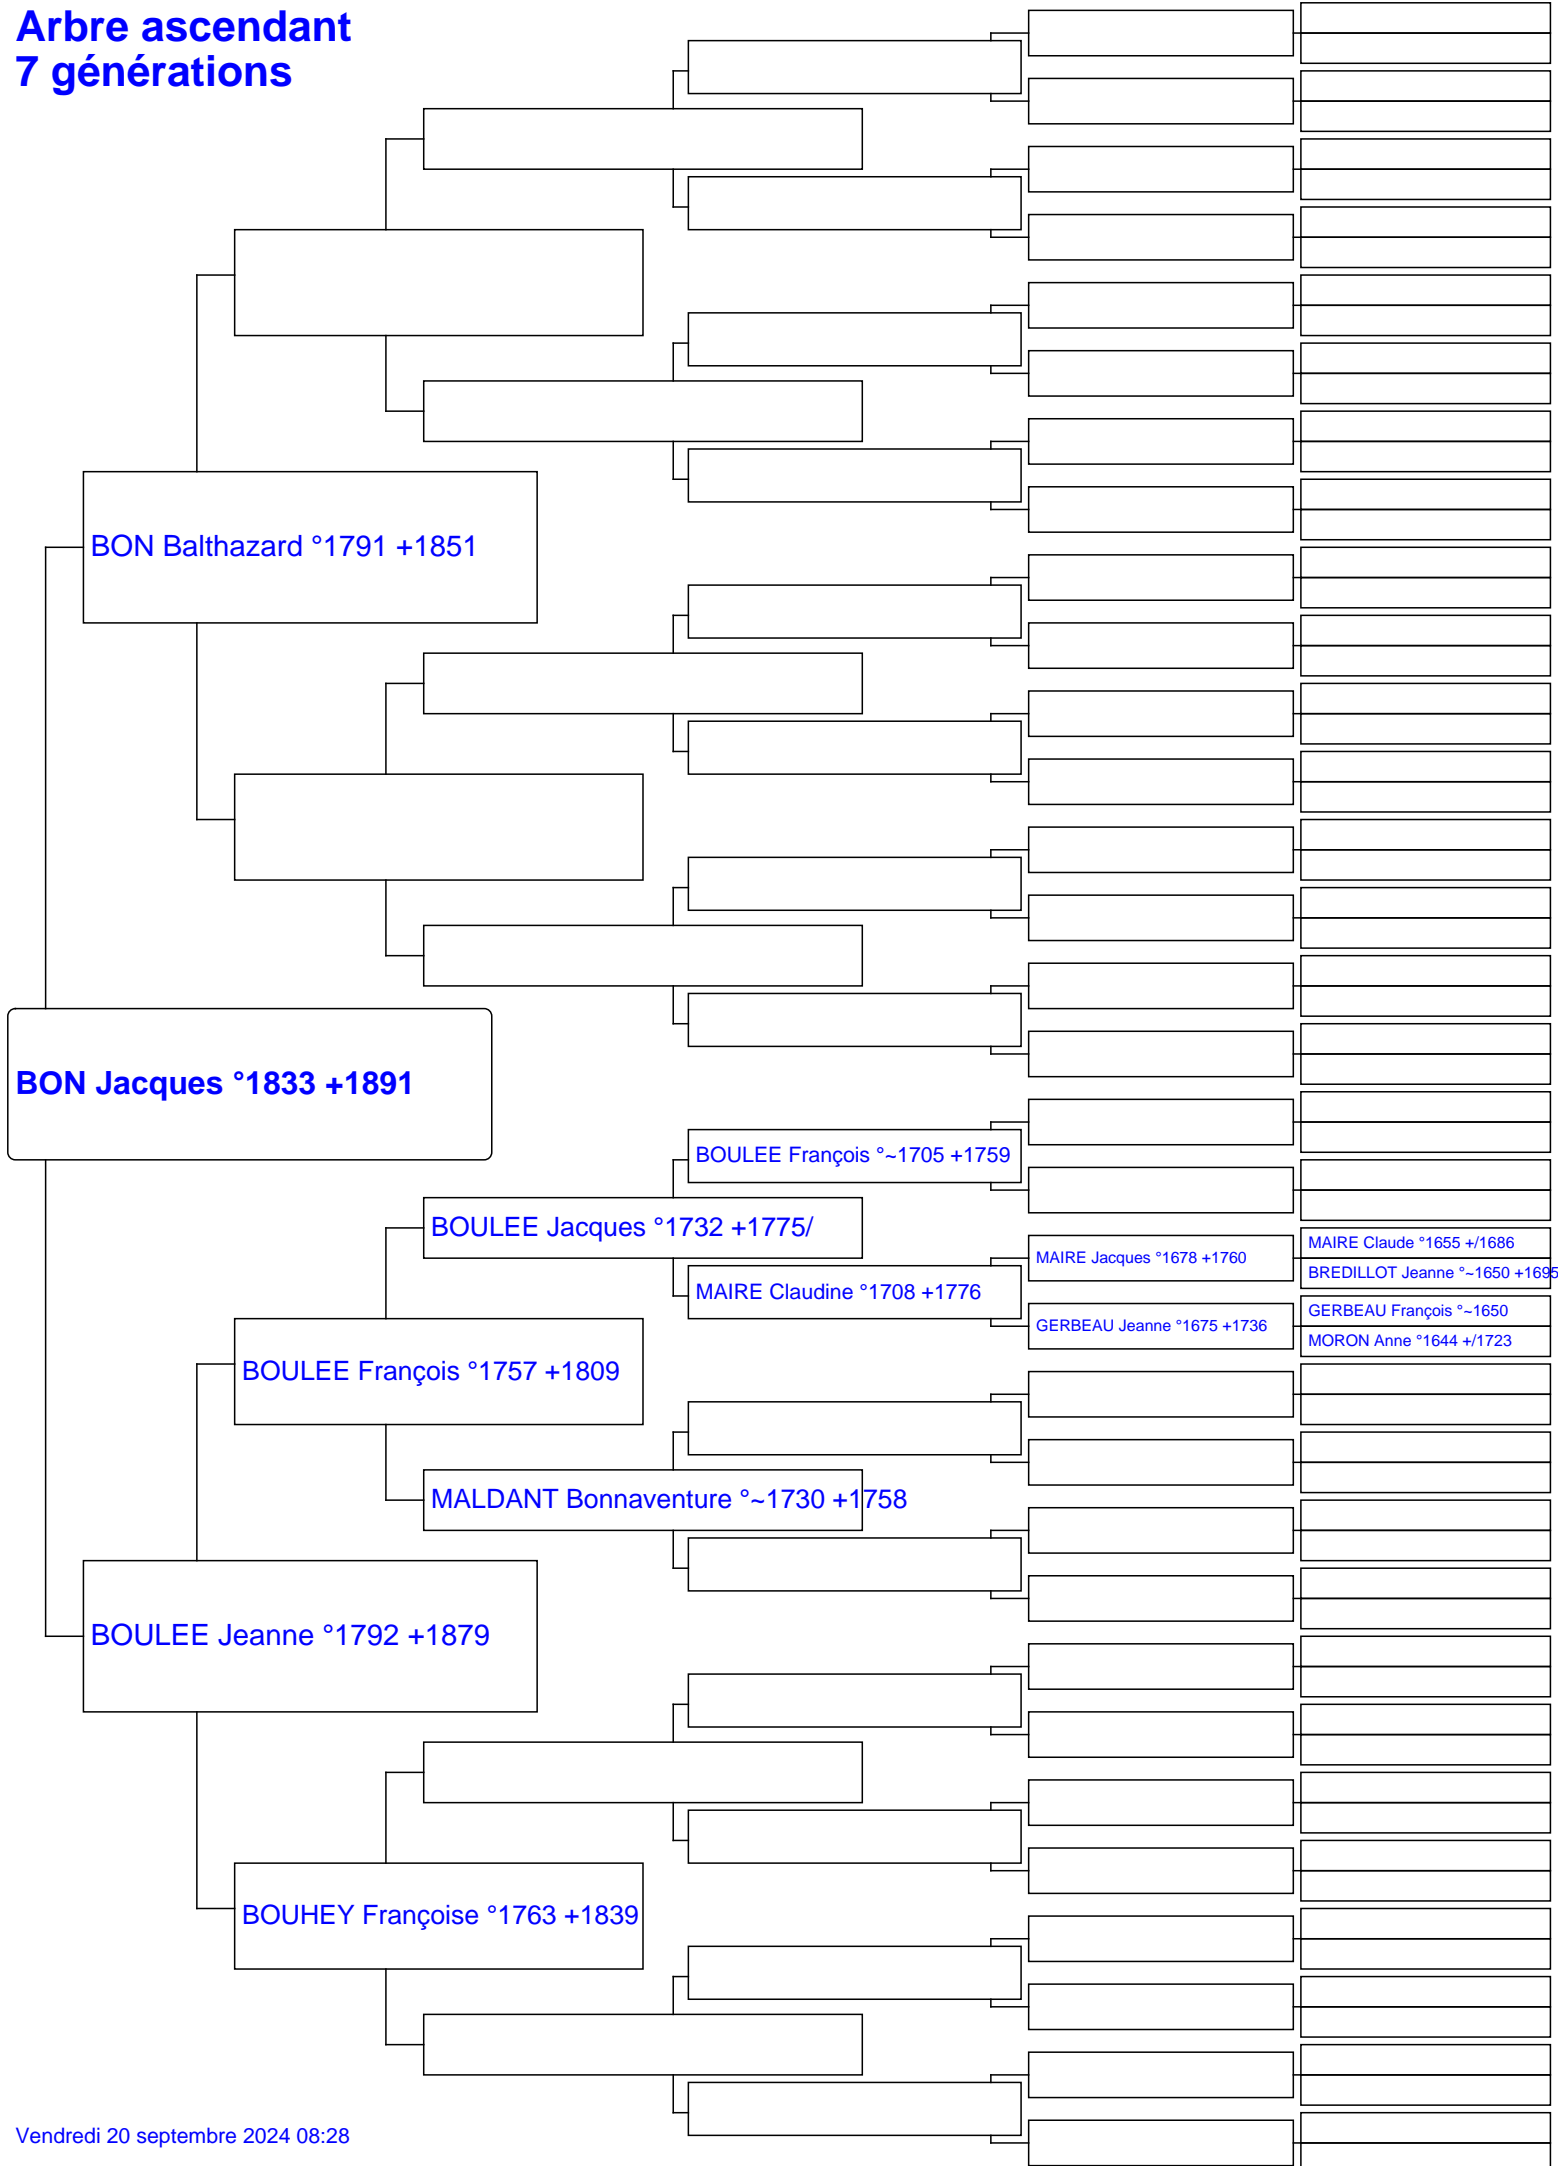 Arbre ascendant
7 générations
BON Balthazard °1791 +1851
BON Jacques °1833 +1891
BOULEE François °~1705 +1759
BOULEE Jacques °1732 +1775/
MAIRE Claude °1655 +/1686
MAIRE Jacques °1678 +1760
BREDILLOT Jeanne °~1650 +1695
MAIRE Claudine °1708 +1776
GERBEAU François °~1650
GERBEAU Jeanne °1675 +1736
MORON Anne °1644 +/1723
BOULEE François °1757 +1809
MALDANT Bonnaventure °~1730 +1758
BOULEE Jeanne °1792 +1879
BOUHEY Françoise °1763 +1839
Vendredi 20 septembre 2024 08:28